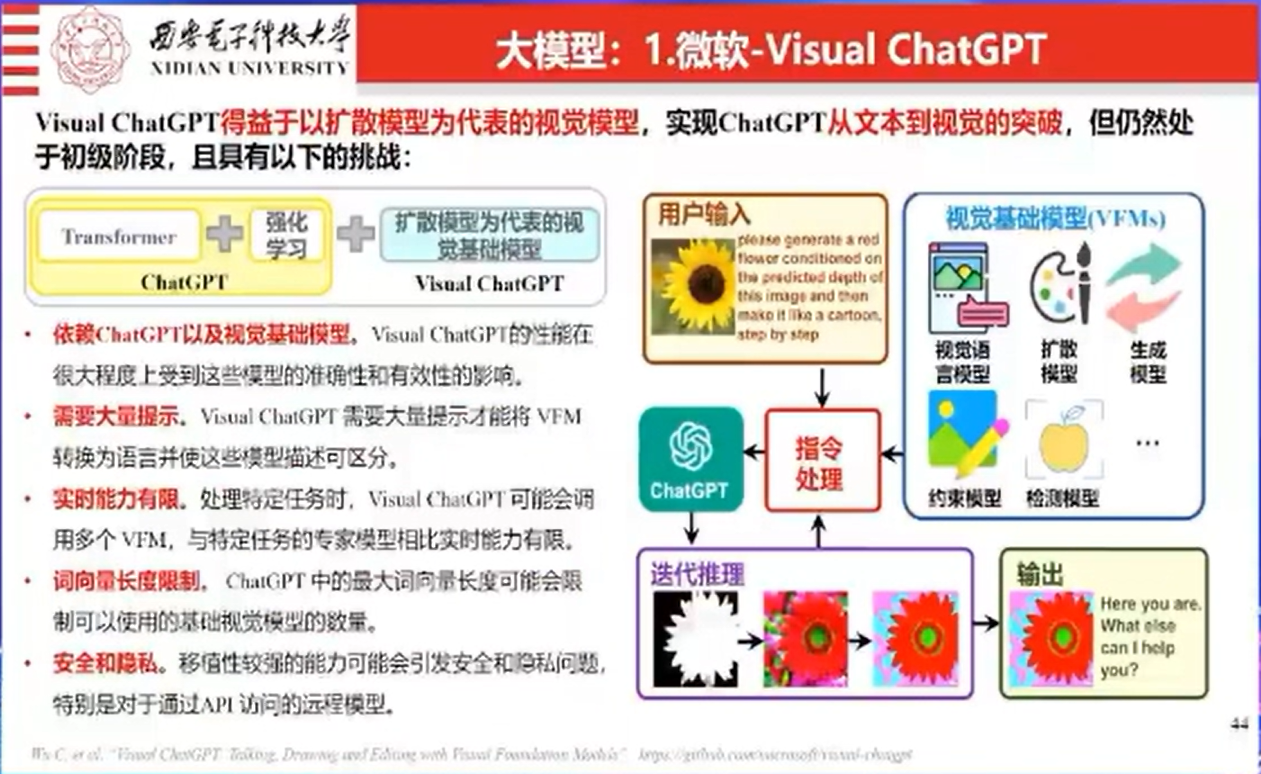 西安电子科技大学
XIDIAN UNIVERSITY
大模型：1.微软-Visual ChatGPT
Visual ChatGPT得益于以扩散模型为代表的视觉模型，实现ChatGPT从文本到视觉的突破，但仍然处
于初级阶段，且具有以下的挑战：
Transformer
强化
学习
ChatGPT
扩散模型为代表的视
觉基础模型
Visual ChatGPT
• 依赖ChatGPT以及视觉基础模型。Visual ChatGPT的性能在
很大程度上受到这些模型的准确性和有效性的影响。
• 需要大量提示。Visual ChatGPT 需要大量提示才能将 VFM
转换为语言并使这些模型描述可区分。
• 实时能力有限。处理特定任务时，Visual ChatGPT 可能会调
用多个 VFM，与特定任务的专家模型相比实时能力有限。
• 词向量长度限制。ChatGPT 中的最大词向量长度可能会限
制可以使用的基础视觉模型的数量。
• 安全和隐私。移植性较强的能力可能会引发安全和隐私问题，
特别是对于通过API 访问的远程模型。
用户输入
please generate a red
flower conditioned on
the predicted depth of
this image and then
make it like a cartoon,
step by step
视觉基础模型(VFMs)
视觉语
言模型
扩散
模型
生成
模型
约束模型
检测模型
...
指令
处理
ChatGPT
迭代推理
输出
Here you are.
What else
can I help
you?
44
Wu C, et al. "Visual ChatGPT: Talking, Drawing and Editing with Visual Foundation Models" https://github.com/microsoft/visual-chatgpt